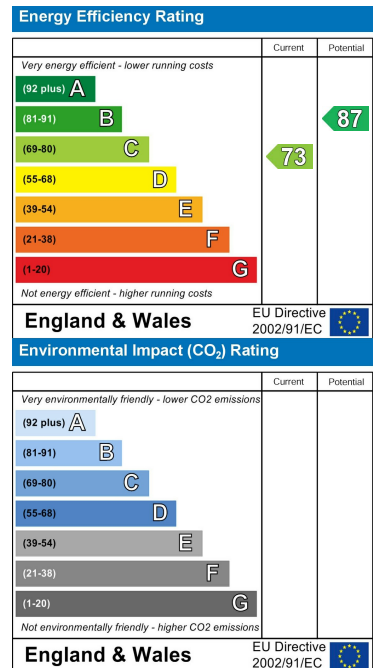 Energy Efficiency Rating
Current Potential
Very energy efficient - lower running costs
(92 plus) A
(81-91) B
87
(69-80) C
73
(55-68) D
(39-54) E
(21-38) F
(1-20) G
Not energy efficient - higher running costs
England & Wales
EU Directive
2002/91/EC
Environmental Impact (CO₂) Rating
Current Potential
Very environmentally friendly - lower CO2 emissions
(92 plus) A
(81-91) B
(69-80) C
(55-68) D
(39-54) E
(21-38) F
(1-20) G
Not environmentally friendly - higher CO2 emissions
England & Wales
EU Directive
2002/91/EC